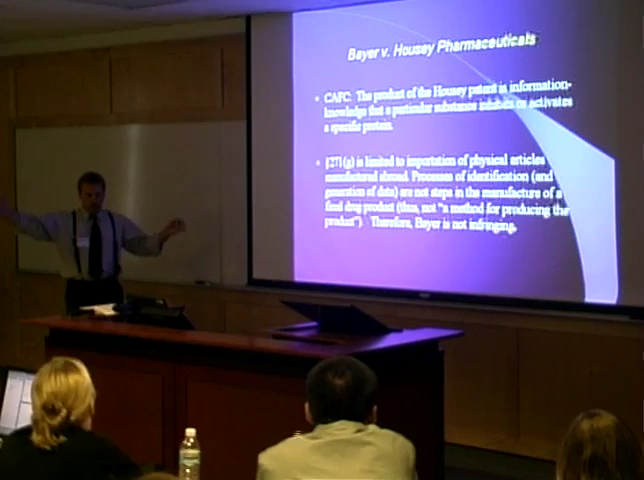 Bayer v. Housey Pharmaceuticals
• CAFC: The product of the Housey patent is information-
knowledge that a particular substance inhibits or activates
a specific protein.
• §271(g) is limited to importation of physical articles
manufactured abroad. Processes of identification (and
generation of data) are not steps in the manufacture of a
final drug product (thus, not "a method for producing the
product") Therefore, Bayer is not infringing.